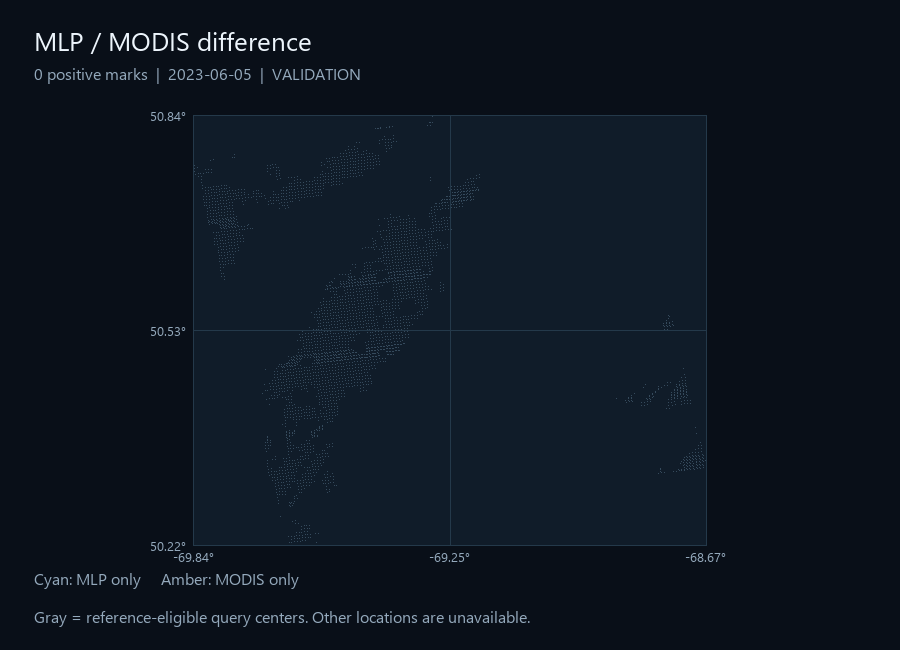 MLP / MODIS difference
0 positive marks | 2023-06-05 | VALIDATION
50.84°
50.53°
50.22°
-69.84° -69.25° -68.67°
Cyan: MLP only Amber: MODIS only
Gray = reference-eligible query centers. Other locations are unavailable.